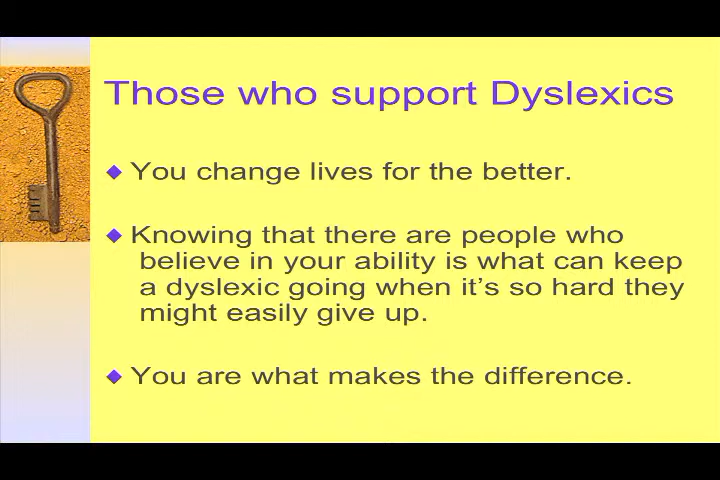 Those who support Dyslexics
You change lives for the better.
Knowing that there are people who
believe in your ability is what can keep
a dyslexic going when it's so hard they
might easily give up.
You are what makes the difference.